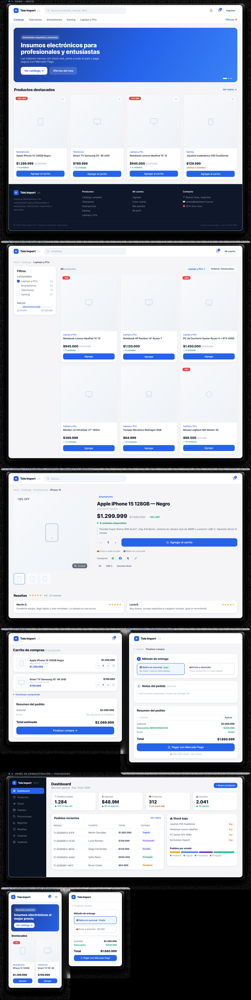 1 · HOME — INICIO
Tele Import S.A.
Buscar productos, marcas, SKU...
3
Ingresar
Catálogo Televisores Smartphones Gaming Laptops y PCs
Ofertas 🔥
Distribuidor mayorista y minorista
Insumos electrónicos para
profesionales y entusiastas
Las mejores marcas con stock real, envío a todo el país y pago
seguro con Mercado Pago.
Ver catálogo →
Ofertas del mes
Productos destacados
Ver todos →
-18% OFF
Smartphones
Apple iPhone 15 128GB Negro
$1.299.999 $1.589.999
✓ 8 unidades
Agregar al carrito
Televisores
Smart TV Samsung 55" 4K UHD
$789.999
✓ 12 unidades
Agregar al carrito
-12% OFF
Laptops y PCs
Notebook Lenovo IdeaPad 15" i5
$945.000 $1.075.000
✓ 5 unidades
Agregar al carrito
Gaming
Joystick Inalámbrico PS5 DualSense
$129.999
¡Últimas 3 unidades!
Agregar al carrito
Tele Import S.A.
Insumos electrónicos y de
computación para profesionales y
entusiastas. Distribuidor mayorista y
minorista.
Productos
Catálogo completo
Televisores
Smartphones
Gaming
Laptops y PCs
Mi cuenta
Ingresar
Crear cuenta
Mis pedidos
Mi perfil
Contacto
📍 Buenos Aires, Argentina
✉️ ventas@teleimport.com.ar
☎️ (011) 4xxx-xxxx
© 2026 Tele Import S.A. Todos los derechos reservados.
Envío a todo el país · Lun a Vie 9–18hs
Tele Import S.A.
notebook
3
Mi cuenta
Inicio › Catálogo › Laptops y PCs
Filtros
CATEGORÍAS
Laptops y PCs 24
Smartphones 38
Televisores 18
Gaming 27
PRECIO
$200.000 $1.200.000
24 productos
Laptops y PCs ✕
Ordenar: Destacados
-12%
Laptops y PCs
Notebook Lenovo IdeaPad 15" i5
$945.000 $1.075.000
✓ 5 unidades
Agregar
Laptops y PCs
Notebook HP Pavilion 14" Ryzen 7
$1.120.000
✓ 9 unidades
Agregar
-20%
Laptops y PCs
PC de Escritorio Gamer Ryzen 5 + RTX 4060
$1.450.000 $1.810.000
✓ 4 unidades
Agregar
Laptops y PCs
Monitor LG UltraGear 27" 165Hz
$389.999
✓ 11 unidades
Agregar
Laptops y PCs
Teclado Mecánico Redragon RGB
$64.999
✓ 22 unidades
Agregar
-15%
Laptops y PCs
Mouse Logitech MX Master 3S
$98.500 $115.900
✓ 16 unidades
Agregar
Tele Import S.A.
Buscar...
3
Inicio › Catálogo › Smartphones › iPhone 15
-18% OFF
Ampliar
Smartphones
Apple iPhone 15 128GB — Negro
SKU: IPH15-128-BLK
$1.299.999 $1.589.999 -18% OFF
8 unidades disponibles
Pantalla Super Retina XDR de 6.1", chip A16 Bionic, sistema de cámara dual de 48MP y conector USB-C. Garantía oficial 12
meses.
− 1 +
Agregar al carrito
🚚 Envío a todo el país 🏬 Retiro en sucursal
Compartir:
5G USB-C Garantía oficial
Reseñas ★★★★★ 4.8 · 23 reseñas
Martín G. ★★★★★
Excelente equipo, llegó rápido y bien embalado. La cámara es una locura.
Lucía R. ★★★★★
Muy bueno, aunque esperaba el cargador incluido. Igual lo recomiendo.
Tele Import S.A.
3
Carrito de compras (3 productos)
Apple iPhone 15 128GB Negro
SKU: IPH15-128-BLK
$1.299.999
$1.299.999
− 1 +
Smart TV Samsung 55" 4K UHD
SKU: TV-SAM-55-4K
$789.999
$789.999
− 1 +
← Continuar comprando
Resumen del pedido
Subtotal $2.089.998
Envío Se calcula en el checkout
Total estimado $2.089.998
Finalizar compra →
Tele Import S.A.
← Carrito › Finalizar compra
1 Método de entrega
🏬 Retiro en sucursal Gratis
Sin costo. Listo en 24hs hábiles.
🚚 Envío a domicilio
Costo fijo $3.500. 3-7 días hábiles.
2 Notas del pedido (opcional)
Instrucciones especiales, horario de entrega, etc.
Resumen del pedido
CÓDIGO
Aplicar
Subtotal $2.089.998
Descuento (BIENVENIDO10) -$208.999
Envío Gratis
Total $1.880.999
Pagar con Mercado Pago
🔒 Pago 100% seguro · SSL cifrado
6 · PANEL DE ADMINISTRACIÓN — DASHBOARD
Tele Import Admin
Dashboard
Productos
Stock
Pedidos
Promociones
Reportes
Reseñas
Usuarios
Auditoría
Dashboard
Resumen general · hoy, 13 jun 2026
+ Nuevo producto
Pedidos totales
1.284
▲ 12% vs mes ant.
Ingresos
$48.9M
▲ 8% vs mes ant.
Productos
312
7 con stock bajo
Usuarios
2.041
▲ 34 nuevos
Pedidos recientes
Ver todos
PEDIDO CLIENTE TOTAL ESTADO
TI-20260613-A1F9 Martín González $1.880.999 Pagado
TI-20260613-7C2D Lucía Romero $789.999 Procesando
TI-20260612-B83E Diego Fernández $129.999 Enviado
TI-20260612-44A0 Sofía Pérez $945.000 Entregado
TI-20260611-9E11 Bruno Costa $64.999 Pendiente
⚠ Stock bajo
Joystick PS5 DualSense 3 u.
Notebook Lenovo IdeaPad 5 u.
PC Gamer RTX 4060 4 u.
Auriculares HyperX 2 u.
Pedidos por estado
Pendiente Pagado Procesando Entregado
Tele Import
3
Mayorista y minorista
Insumos electrónicos al
mejor precio
Ver catálogo →
Destacados
-18%
Smartphones
iPhone 15 128GB
$1.299.999
Agregar
Televisores
Smart TV 55" 4K
$789.999
Agregar
Tele Import
← Finalizar compra
Método de entrega
🏬 Retiro en sucursal · Gratis
🚚 Envío a domicilio · $3.500
Subtotal $2.089.998
Descuento -$208.999
Total $1.880.999
🔒 Pagar con Mercado Pago